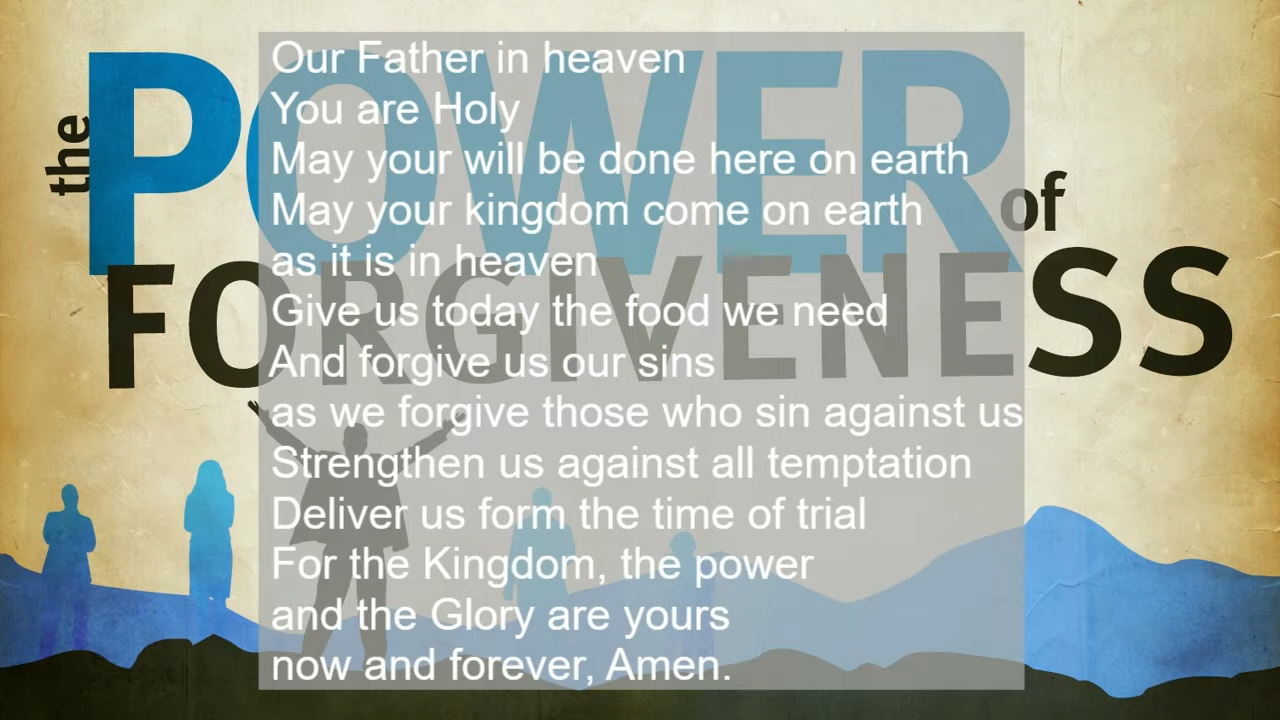 the
POWER
of
FORGIVENESS
Our Father in heaven
You are Holy
May your will be done here on earth
May your kingdom come on earth
as it is in heaven
Give us today the food we need
And forgive us our sins
as we forgive those who sin against us
Strengthen us against all temptation
Deliver us form the time of trial
For the Kingdom, the power
and the Glory are yours
now and forever, Amen.